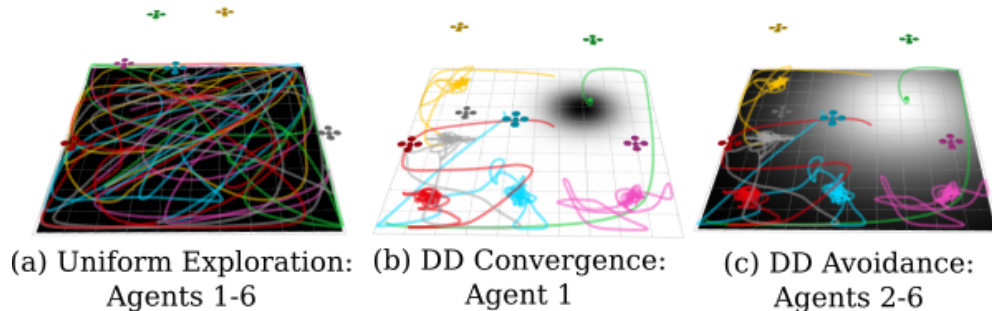 (a) Uniform Exploration:
Agents 1-6
(b) DD Convergence:
Agent 1
(c) DD Avoidance:
Agents 2-6